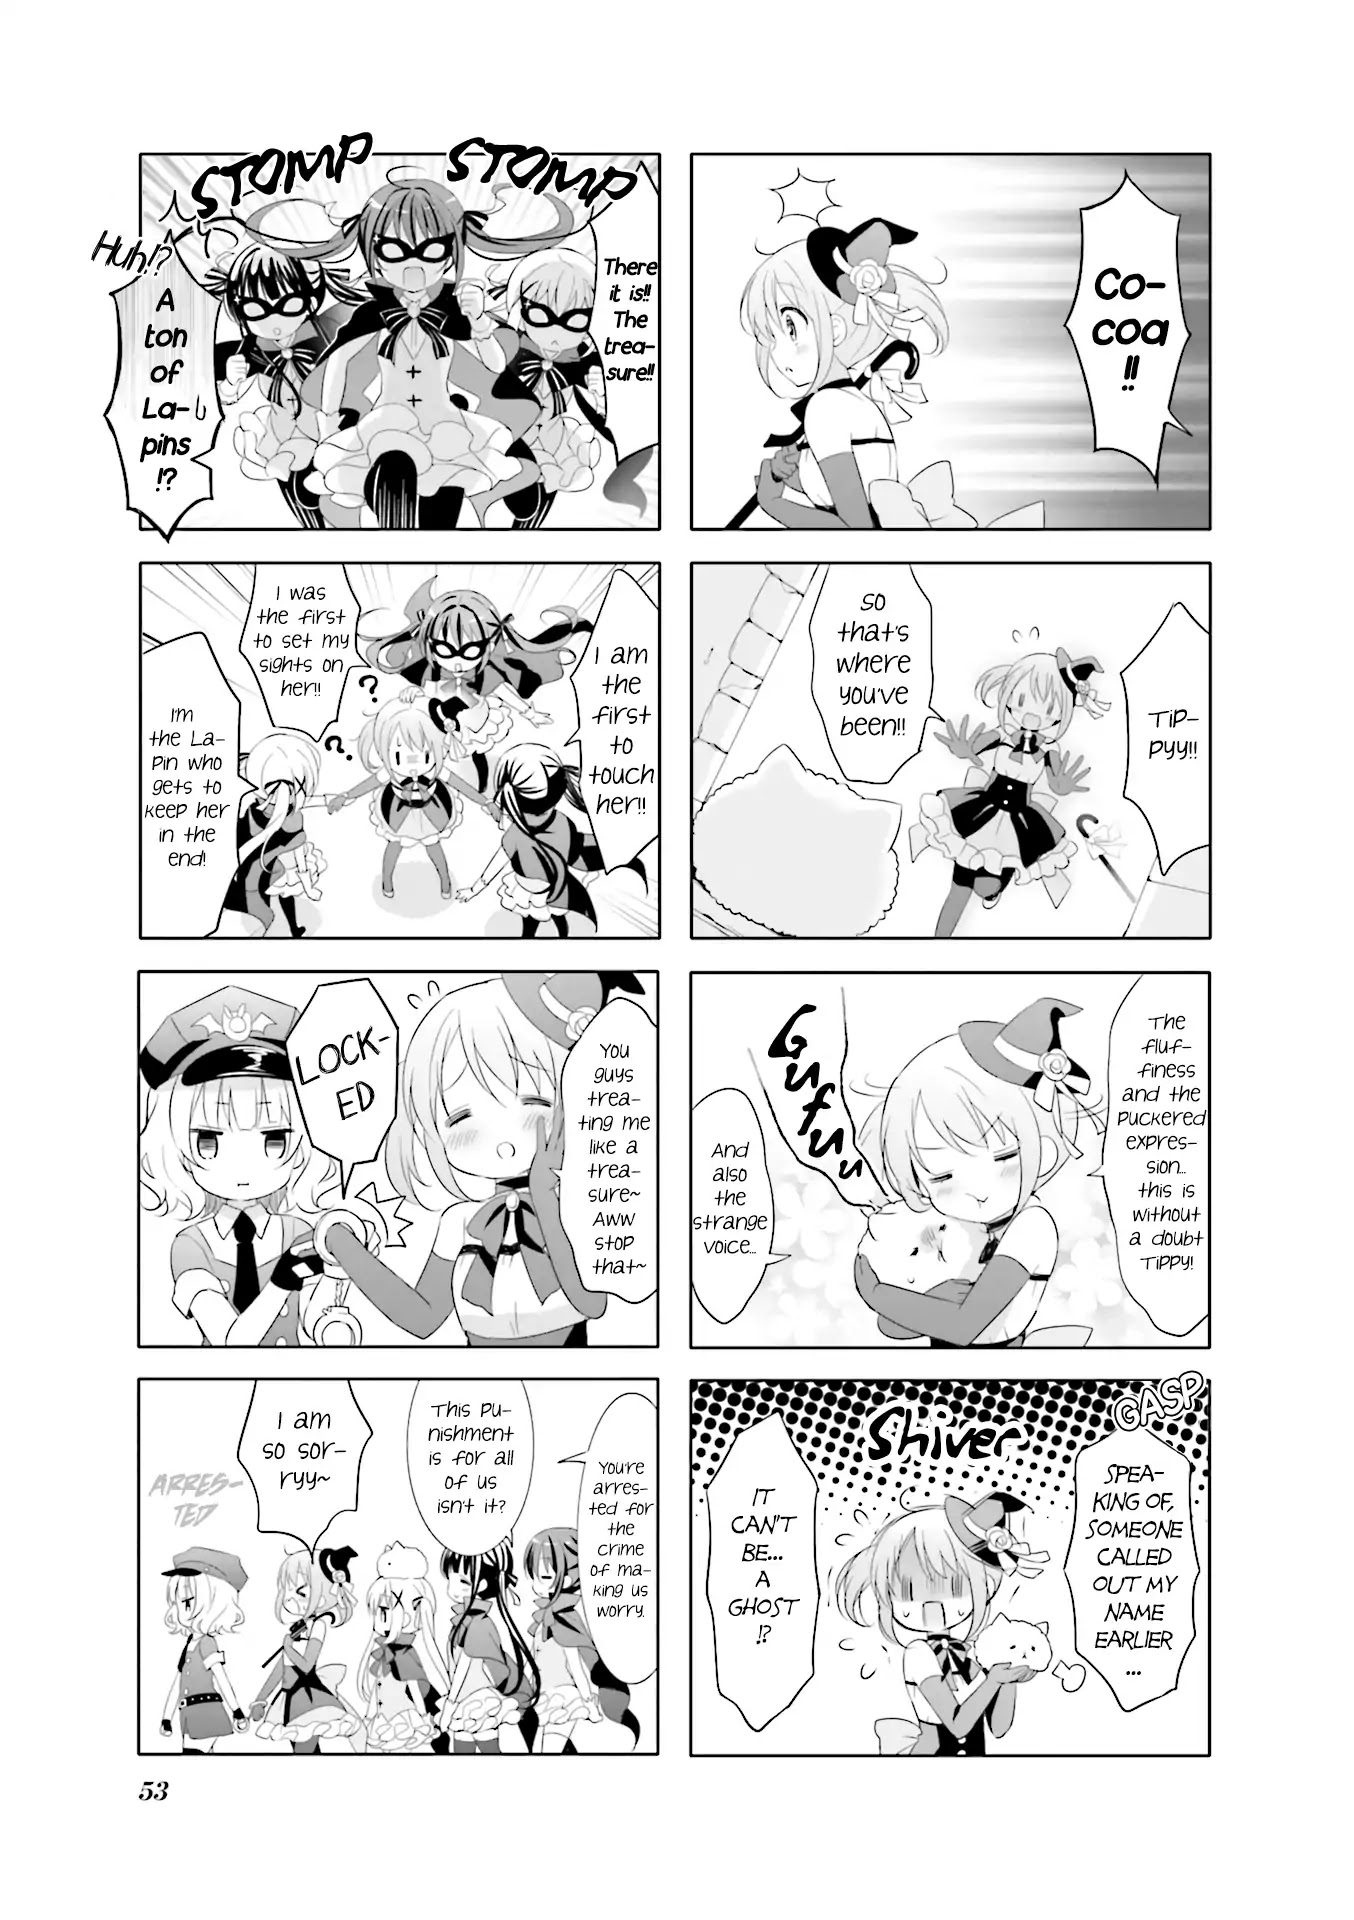 Co-
coa
!!
Tip-
pyy!!
So
that's
where
you've
been!!
The
fluf-
finess
and the
puckered
expres-
sion...
this is
without
a doubt
Tippy!
Gufuu
And
also
the
strange
voice...
GASP
SPEA-
KING OF,
SOMEONE
CALLED
OUT MY
NAME
EARLIER
...
Shiver
IT
CAN'T
BE...
A
GHOST
!?
STOMP
STOMP
There
it is!!
The
trea-
sure!!
Huh!?
A
ton
of
La-
pins
!?
I am
the
first
to
touch
her!!
I was
the first
to set my
sights on
her!!
?
?
I'm
the La-
pin who
gets to
keep her
in the
end!
You
guys
trea-
ting me
like a
trea-
sure~
Aww
stop
that~
LOCK-
ED
You're
arres-
ted for
the
crime
of ma-
king us
worry.
This pu-
nishment
is for all
of us
isn't it?
I am
so sor-
ryy~
ARRES-
TED
53